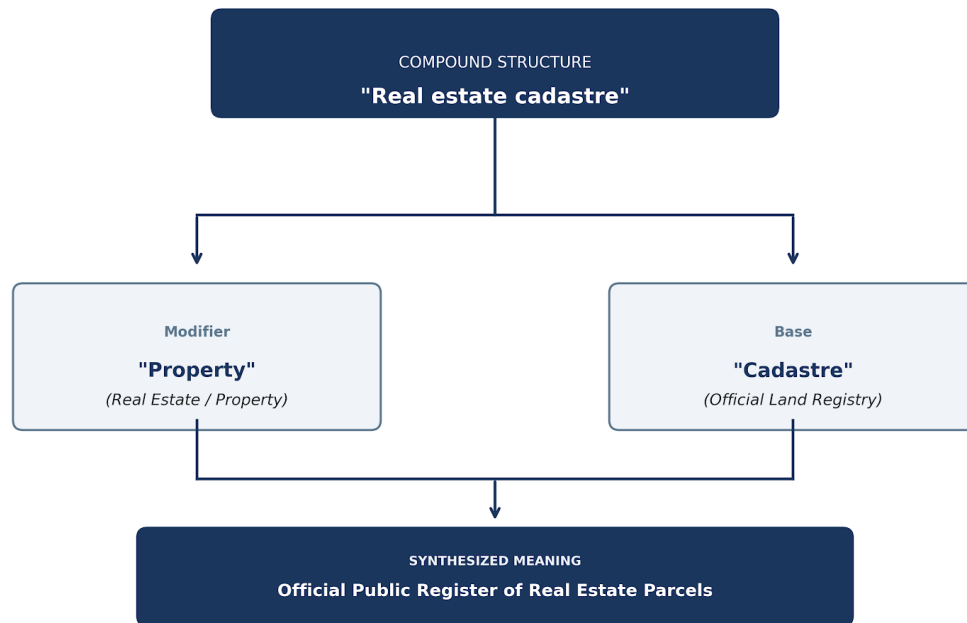 COMPOUND STRUCTURE
"Real estate cadastre"
Modifier
"Property"
(Real Estate / Property)
Base
"Cadastre"
(Official Land Registry)
SYNTHESIZED MEANING
Official Public Register of Real Estate Parcels